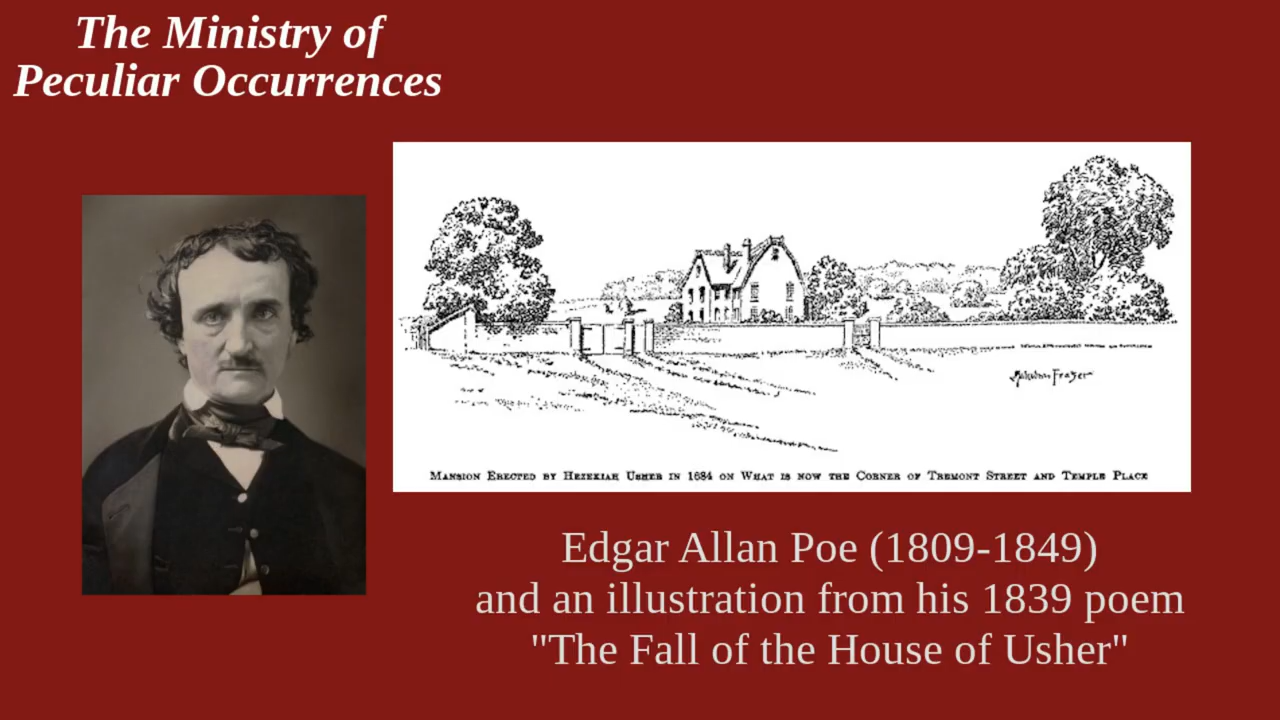 The Ministry of
Peculiar Occurrences
Malcolm Fraser
MANSION ERECTED BY HEZEKIAH USHER IN 1684 ON WHAT IS NOW THE CORNER OF TREMONT STREET AND TEMPLE PLACE
Edgar Allan Poe (1809-1849)
and an illustration from his 1839 poem
"The Fall of the House of Usher"